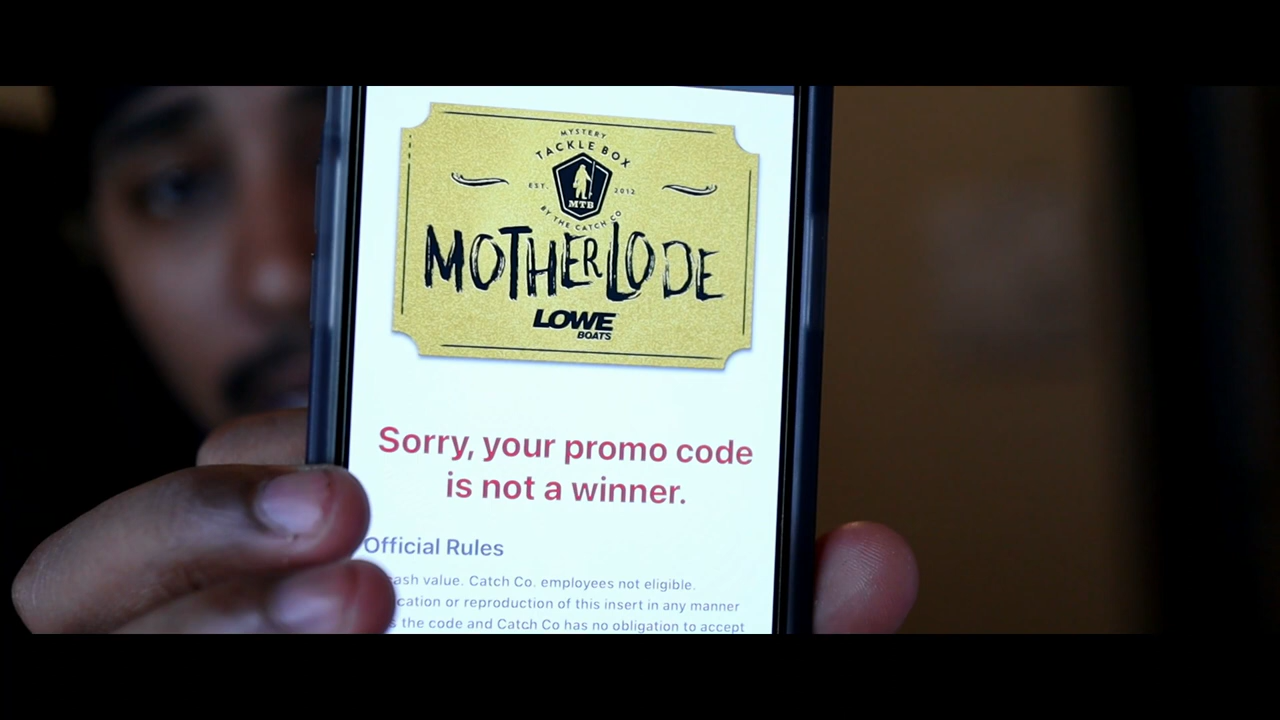 MYSTERY
TACKLE BOX
EST. 2012
MTB
BY THE CATCH CO
MOTHERLODE
LOWE
BOATS
Sorry, your promo code
is not a winner.
Official Rules
cash value. Catch Co. employees not eligible.
or reproduction of this insert in any manner
the code and Catch Co has no obligation to accept